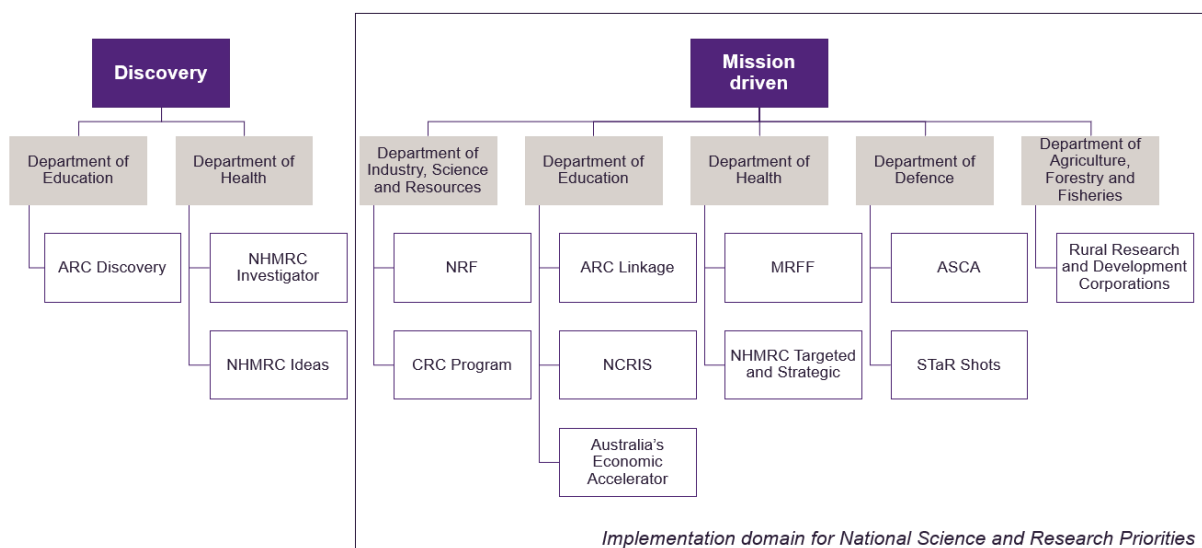 Discovery
Department of
Education
ARC Discovery
Department of
Health
NHMRC
Investigator
NHMRC Ideas
Mission
driven
Department of
Industry, Science
and Resources
NRF
CRC Program
Department of
Education
ARC Linkage
NCRIS
Australia’s
Economic
Accelerator
Department of
Health
MRFF
NHMRC Targeted
and Strategic
Department of
Defence
ASCA
STaR Shots
Department of
Agriculture,
Forestry and
Fisheries
Rural Research
and Development
Corporations
Implementation domain for National Science and Research Priorities